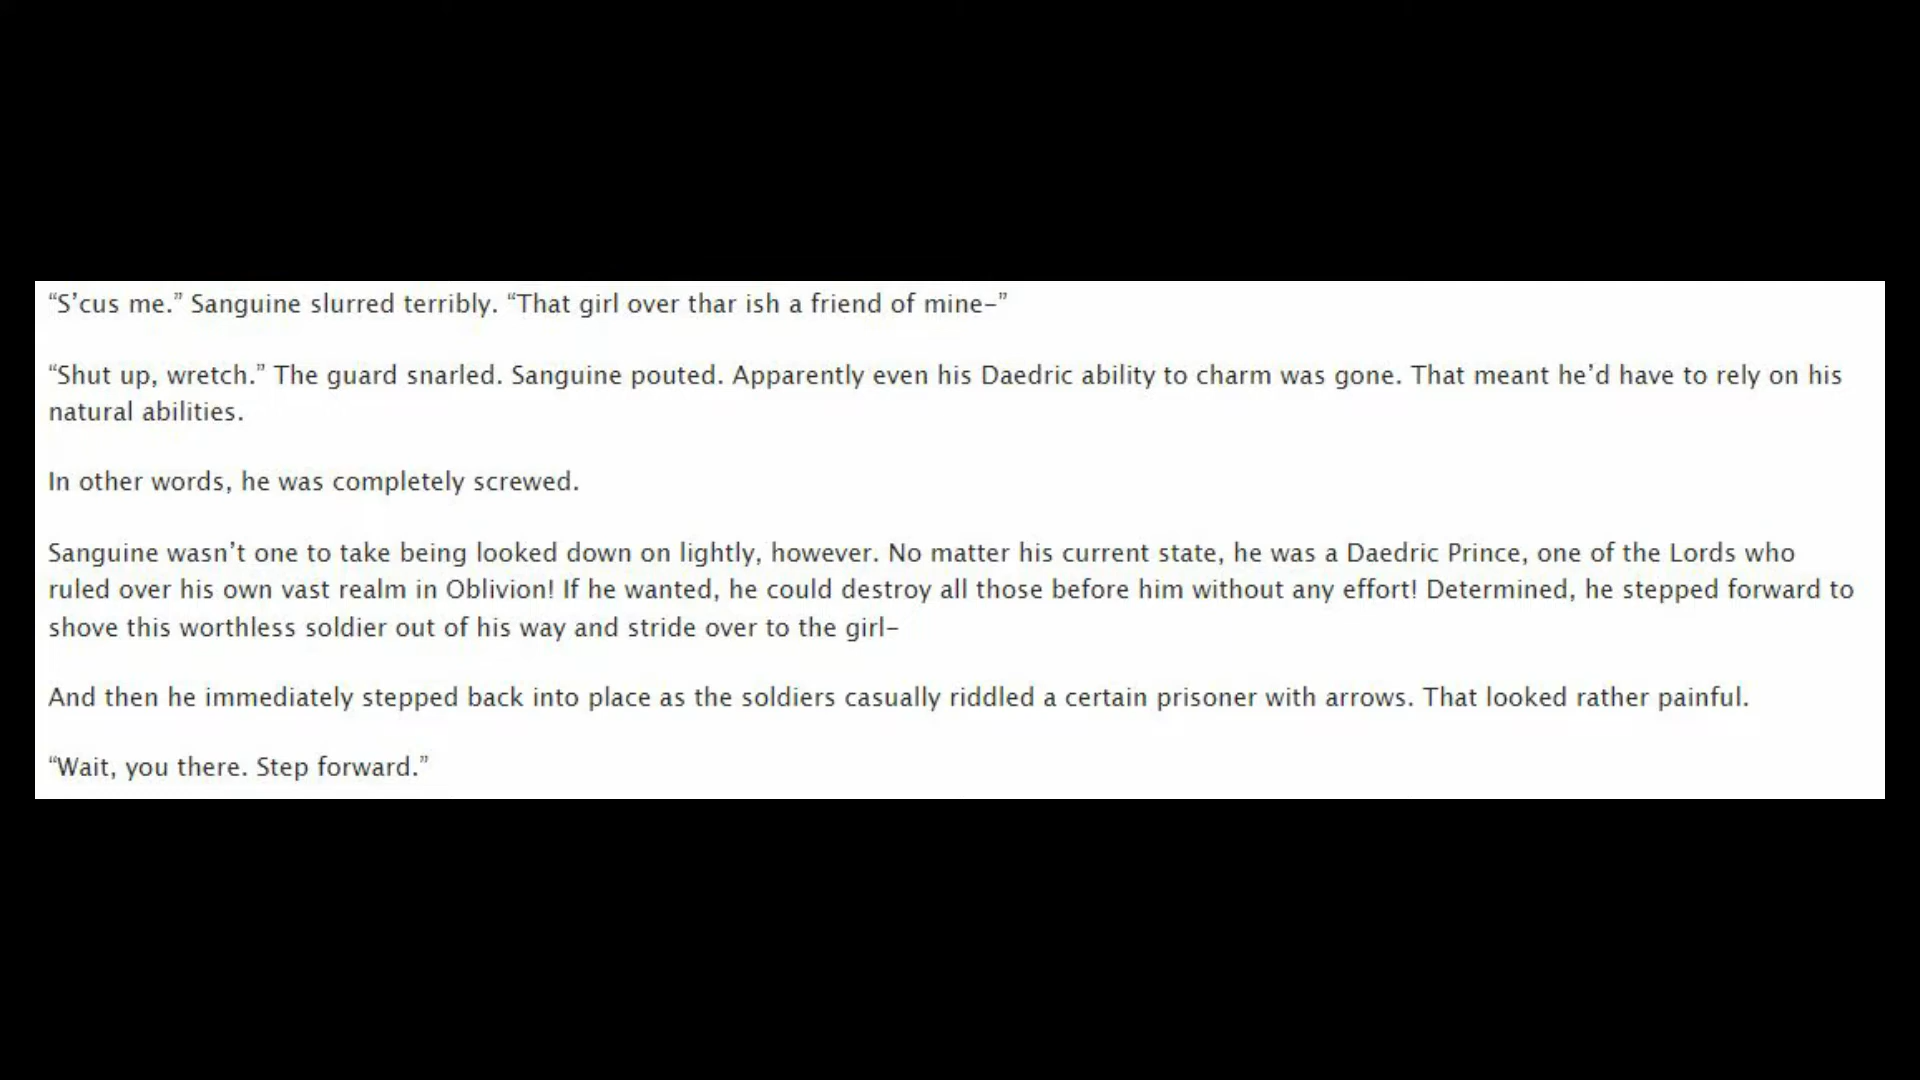 “S’cus me.” Sanguine slurred terribly. “That girl over thar ish a friend of mine–”
“Shut up, wretch.” The guard snarled. Sanguine pouted. Apparently even his Daedric ability to charm was gone. That meant he’d have to rely on his
natural abilities.
In other words, he was completely screwed.
Sanguine wasn’t one to take being looked down on lightly, however. No matter his current state, he was a Daedric Prince, one of the Lords who
ruled over his own vast realm in Oblivion! If he wanted, he could destroy all those before him without any effort! Determined, he stepped forward to
shove this worthless soldier out of his way and stride over to the girl–
And then he immediately stepped back into place as the soldiers casually riddled a certain prisoner with arrows. That looked rather painful.
“Wait, you there. Step forward.”